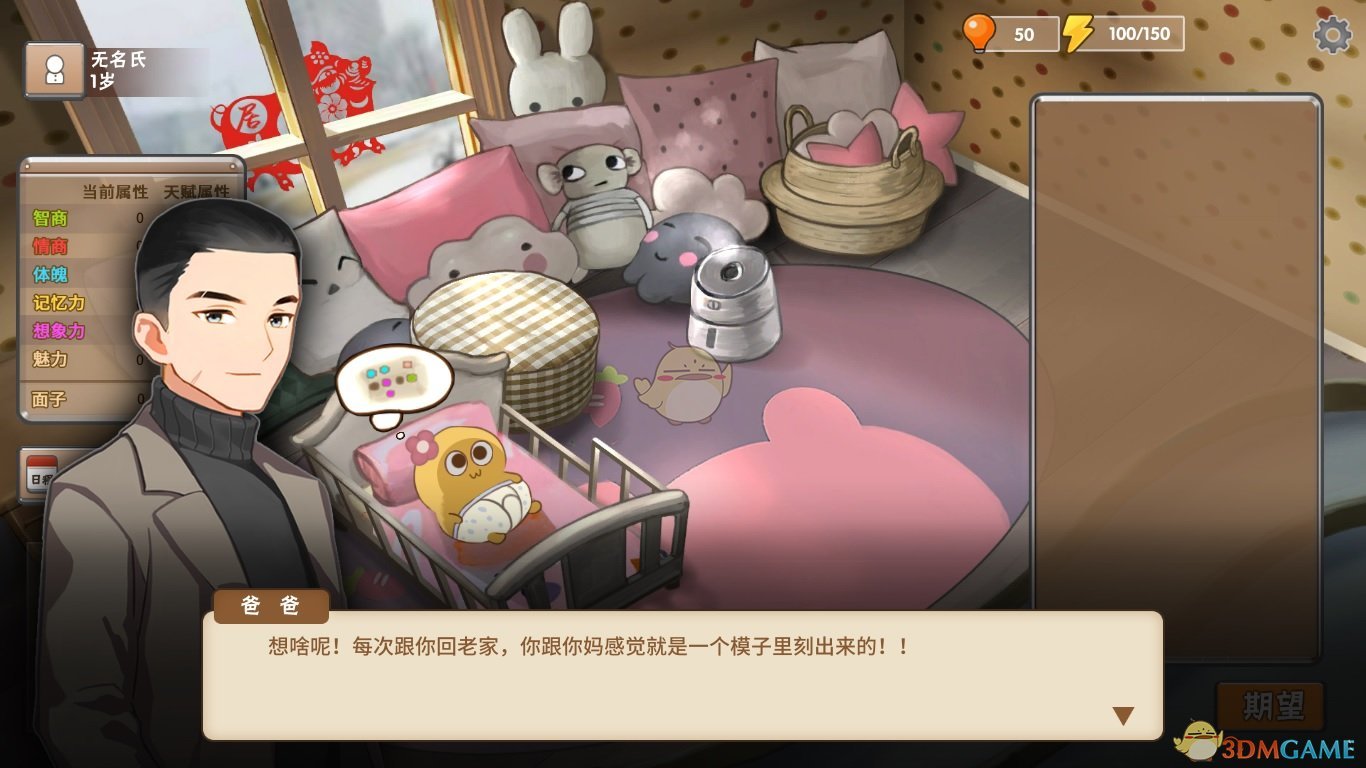 无名氏
1岁
50
100/150
居
当前属性 天赋属性
智商 0
情商
体魄
记忆力
想象力
魅力 0
面子 0
日程
爸 爸
想啥呢！每次跟你回老家，你跟你妈感觉就是一个模子里刻出来的！！
期望
3DMGAME